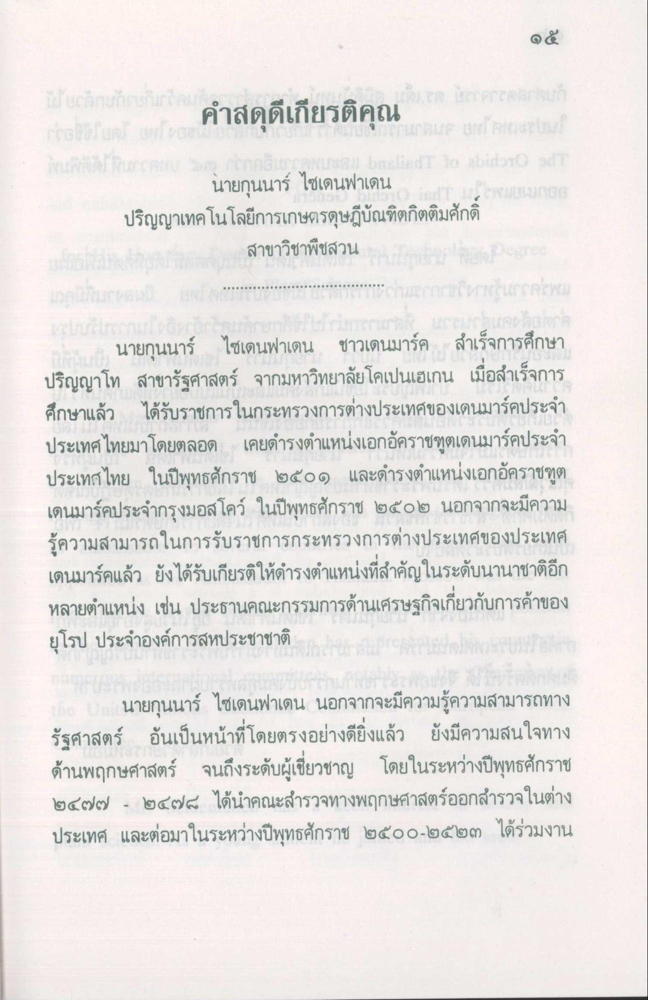 ๑๕
คำสดุดีเกียรติคุณ
นายกุนนาร์ ไซเดนฟาเดน
ปริญญาเทคโนโลยีการเกษตรดุษฎีบัณฑิตกิตติมศักดิ์
สาขาวิชาพืชสวน
......................................
นายกุนนาร์ ไซเดนฟาเดน ชาวเดนมาร์ค สำเร็จการศึกษา
ปริญญาโท สาขารัฐศาสตร์ จากมหาวิทยาลัยโคเปนเฮเกน เมื่อสำเร็จการ
ศึกษาแล้ว ได้รับราชการในกระทรวงการต่างประเทศของเดนมาร์คประจำ
ประเทศไทยมาโดยตลอด เคยดำรงตำแหน่งเอกอัคราชฑูตเดนมาร์คประจำ
ประเทศไทย ในปีพุทธศักราช ๒๕๐๑ และดำรงตำแหน่งเอกอัคราชฑูต
เดนมาร์คประจำกรุงมอสโคว์ ในปีพุทธศักราช ๒๕๐๒ นอกจากจะมีความ
รู้ความสามารถในการรับราชการกระทรวงการต่างประเทศของประเทศ
เดนมาร์คแล้ว ยังได้รับเกียรติให้ดำรงตำแหน่งที่สำคัญในระดับนานาชาติอีก
หลายตำแหน่ง เช่น ประธานคณะกรรมการด้านเศรษฐกิจเกี่ยวกับการค้าของ
ยุโรป ประจำองค์การสหประชาชาติ
นายกุนนาร์ ไซเดนฟาเดน นอกจากจะมีความรู้ความสามารถทาง
รัฐศาสตร์ อันเป็นหน้าที่โดยตรงอย่างดียิ่งแล้ว ยังมีความสนใจทาง
ด้านพฤกษศาสตร์ จนถึงระดับผู้เชี่ยวชาญ โดยในระหว่างปีพุทธศักราช
๒๔๗๗ - ๒๔๗๘ ได้นำคณะสำรวจทางพฤกษศาสตร์ออกสำรวจในต่าง
ประเทศ และต่อมาในระหว่างปีพุทธศักราช ๒๕๐๐-๒๕๒๓ ได้ร่วมงาน